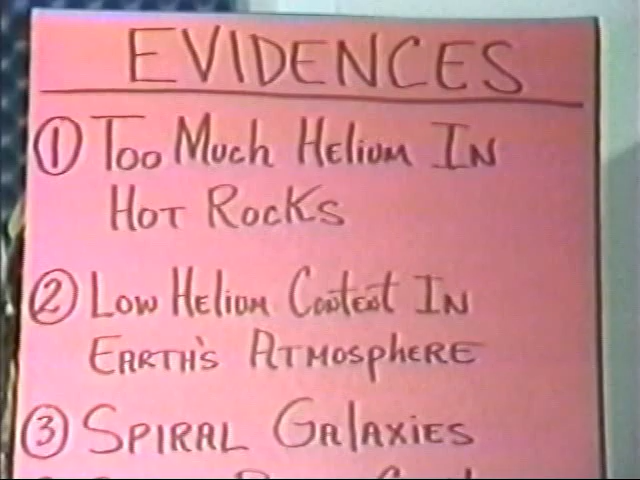 EVIDENCES
① Too Much Helium In
Hot Rocks
② Low Helium Content In
Earth's Atmosphere
③ Spiral Galaxies